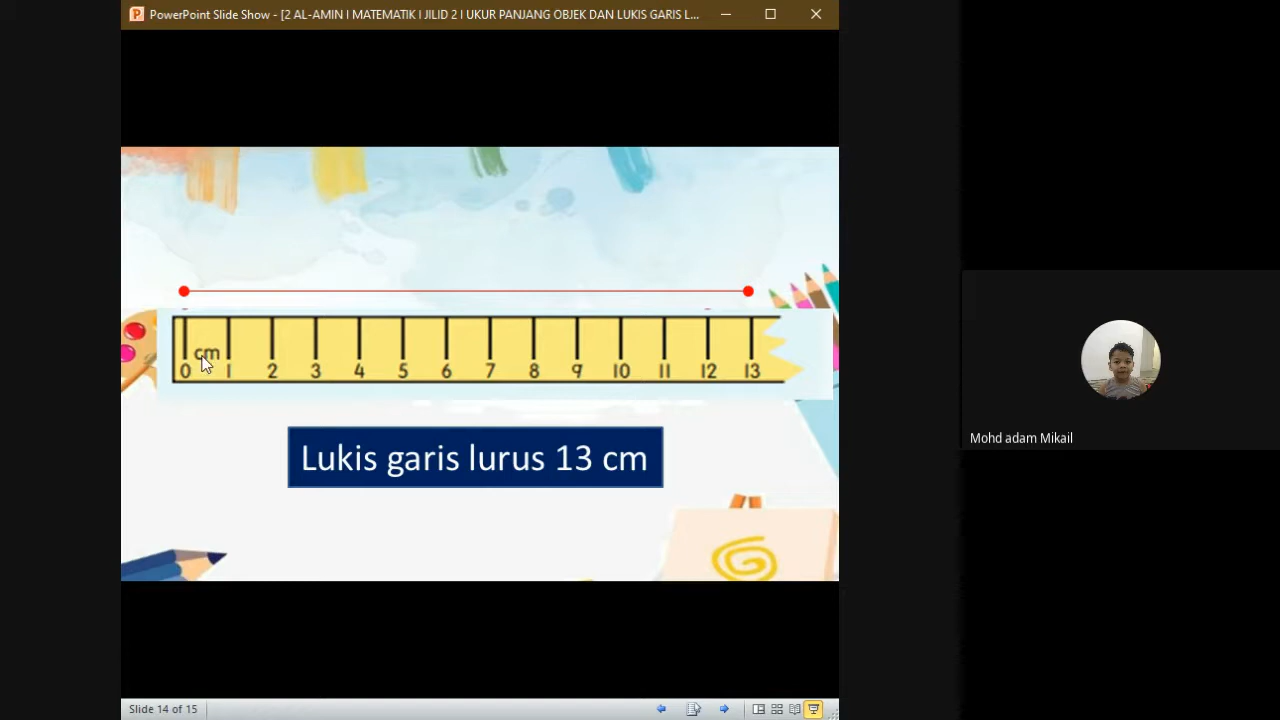 PowerPoint Slide Show - [2 AL-AMIN I MATEMATIK I JILID 2 I UKUR PANJANG OBJEK DAN LUKIS GARIS L...
cm
0 1 2 3 4 5 6 7 8 9 10 11 12 13
Lukis garis lurus 13 cm
Mohd adam Mikail
Slide 14 of 15